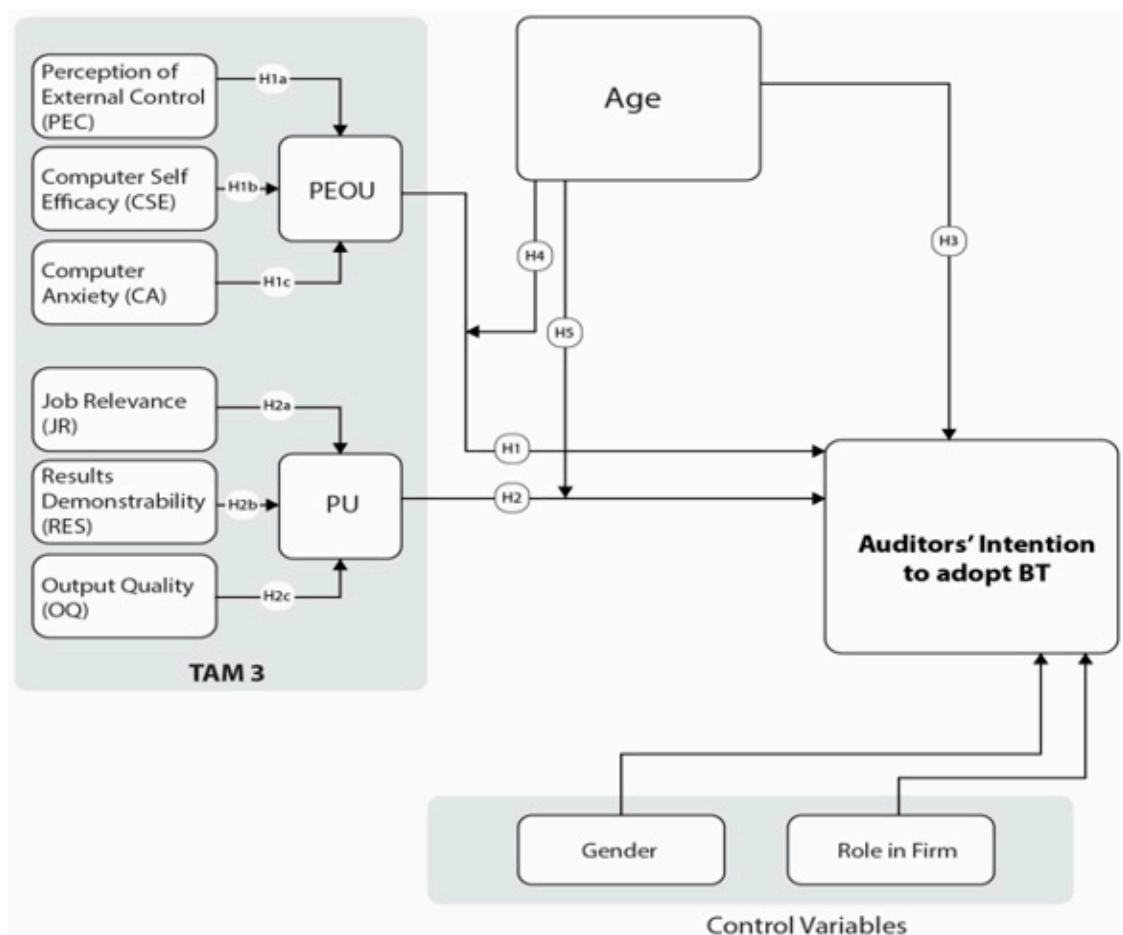 Perception of
External Control
(PEC)
H1a
Computer Self
Efficacy (CSE)
H1b
PEOU
Computer
Anxiety (CA)
H1c
Age
H4
H5
H3
Job Relevance
(JR)
H2a
Results
Demonstrability
(RES)
H2b
PU
Output Quality
(OQ)
H2c
TAM 3
H1
H2
Auditors’ Intention
to adopt BT
Gender
Role in Firm
Control Variables